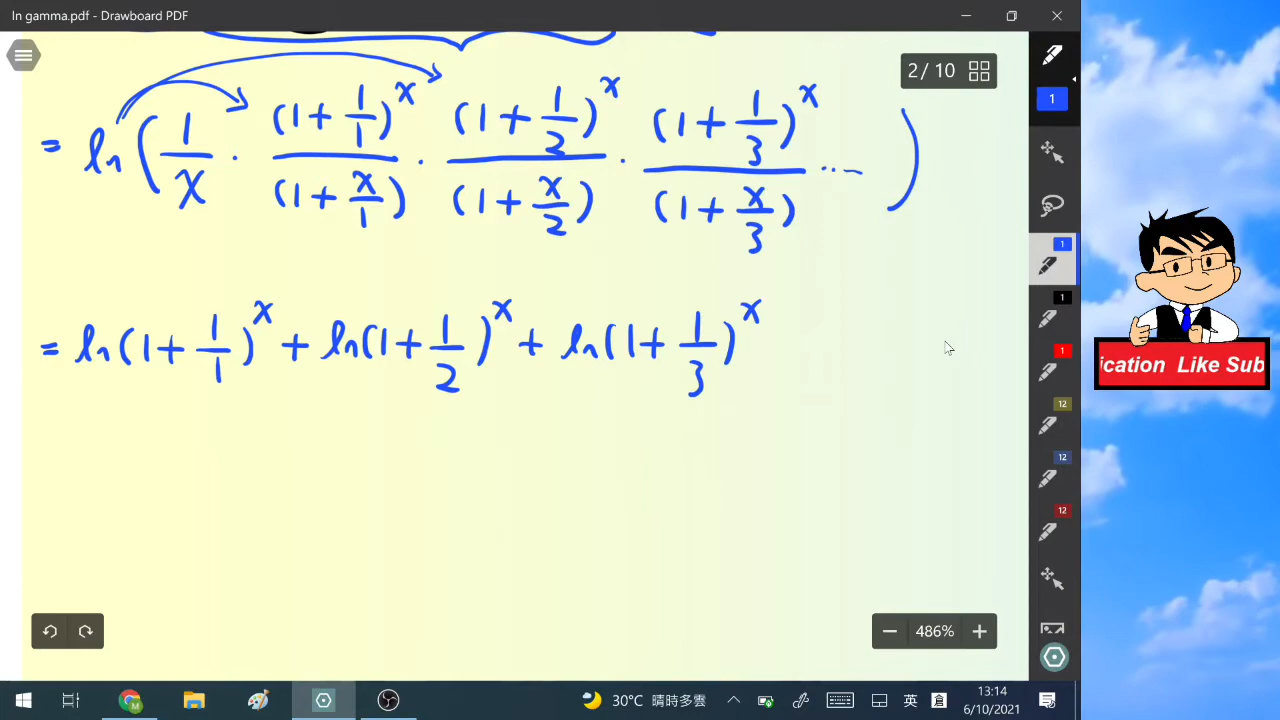 ln gamma.pdf - Drawboard PDF
2 / 10
= ln( 1/x · (1+1/1)^x/(1+x/1) · (1+1/2)^x/(1+x/2) · (1+1/3)^x/(1+x/3) ····· )
1
1
1
1
12
12
12
ication Like Sub
= ln(1+1/1)^x + ln(1+1/2)^x + ln(1+1/3)^x
486%
30°C 晴時多雲
英
倉
13:14
6/10/2021